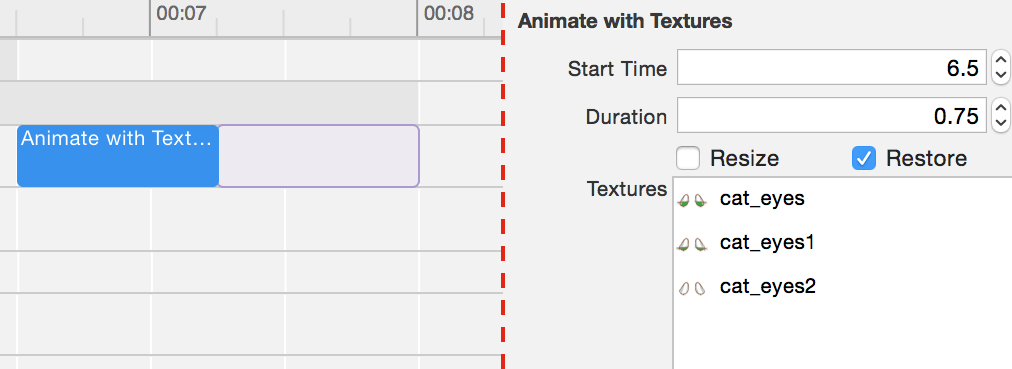 00:07
00:08
Animate with Text...
Animate with Textures
Start Time
6.5
Duration
0.75
Resize
Restore
Textures
cat_eyes
cat_eyes1
cat_eyes2